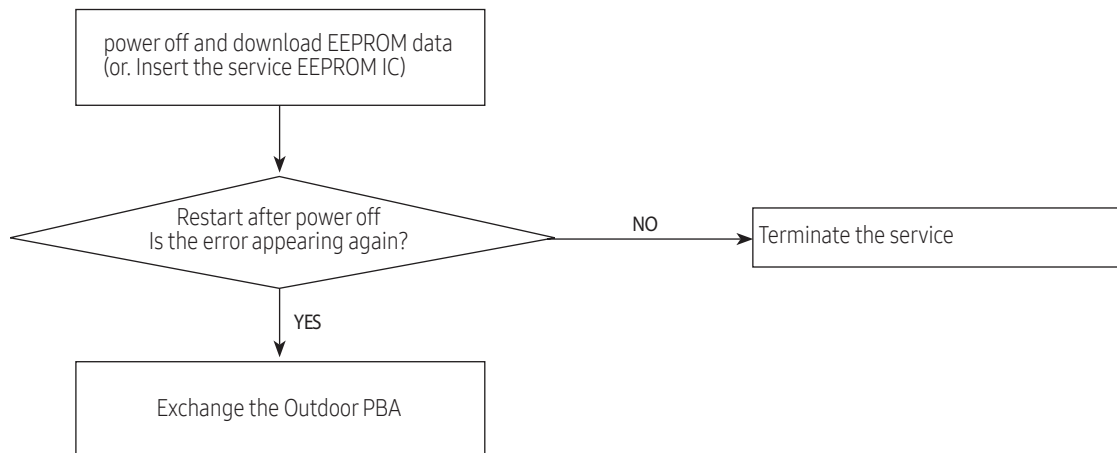 power off and download EEPROM data
(or. Insert the service EEPROM IC)
Restart after power off
Is the error appearing again?
NO
Terminate the service
YES
Exchange the Outdoor PBA